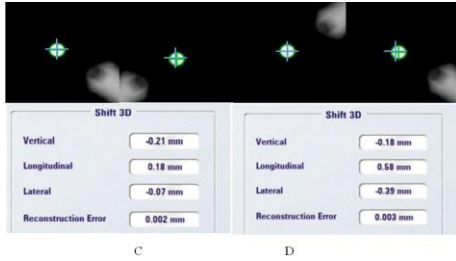 Shift 3D
Vertical -0.21 mm
Longitudinal 0.18 mm
Lateral -0.07 mm
Reconstruction Error 0.002 mm
Shift 3D
Vertical -0.18 mm
Longitudinal 0.58 mm
Lateral -0.39 mm
Reconstruction Error 0.003 mm
C
D